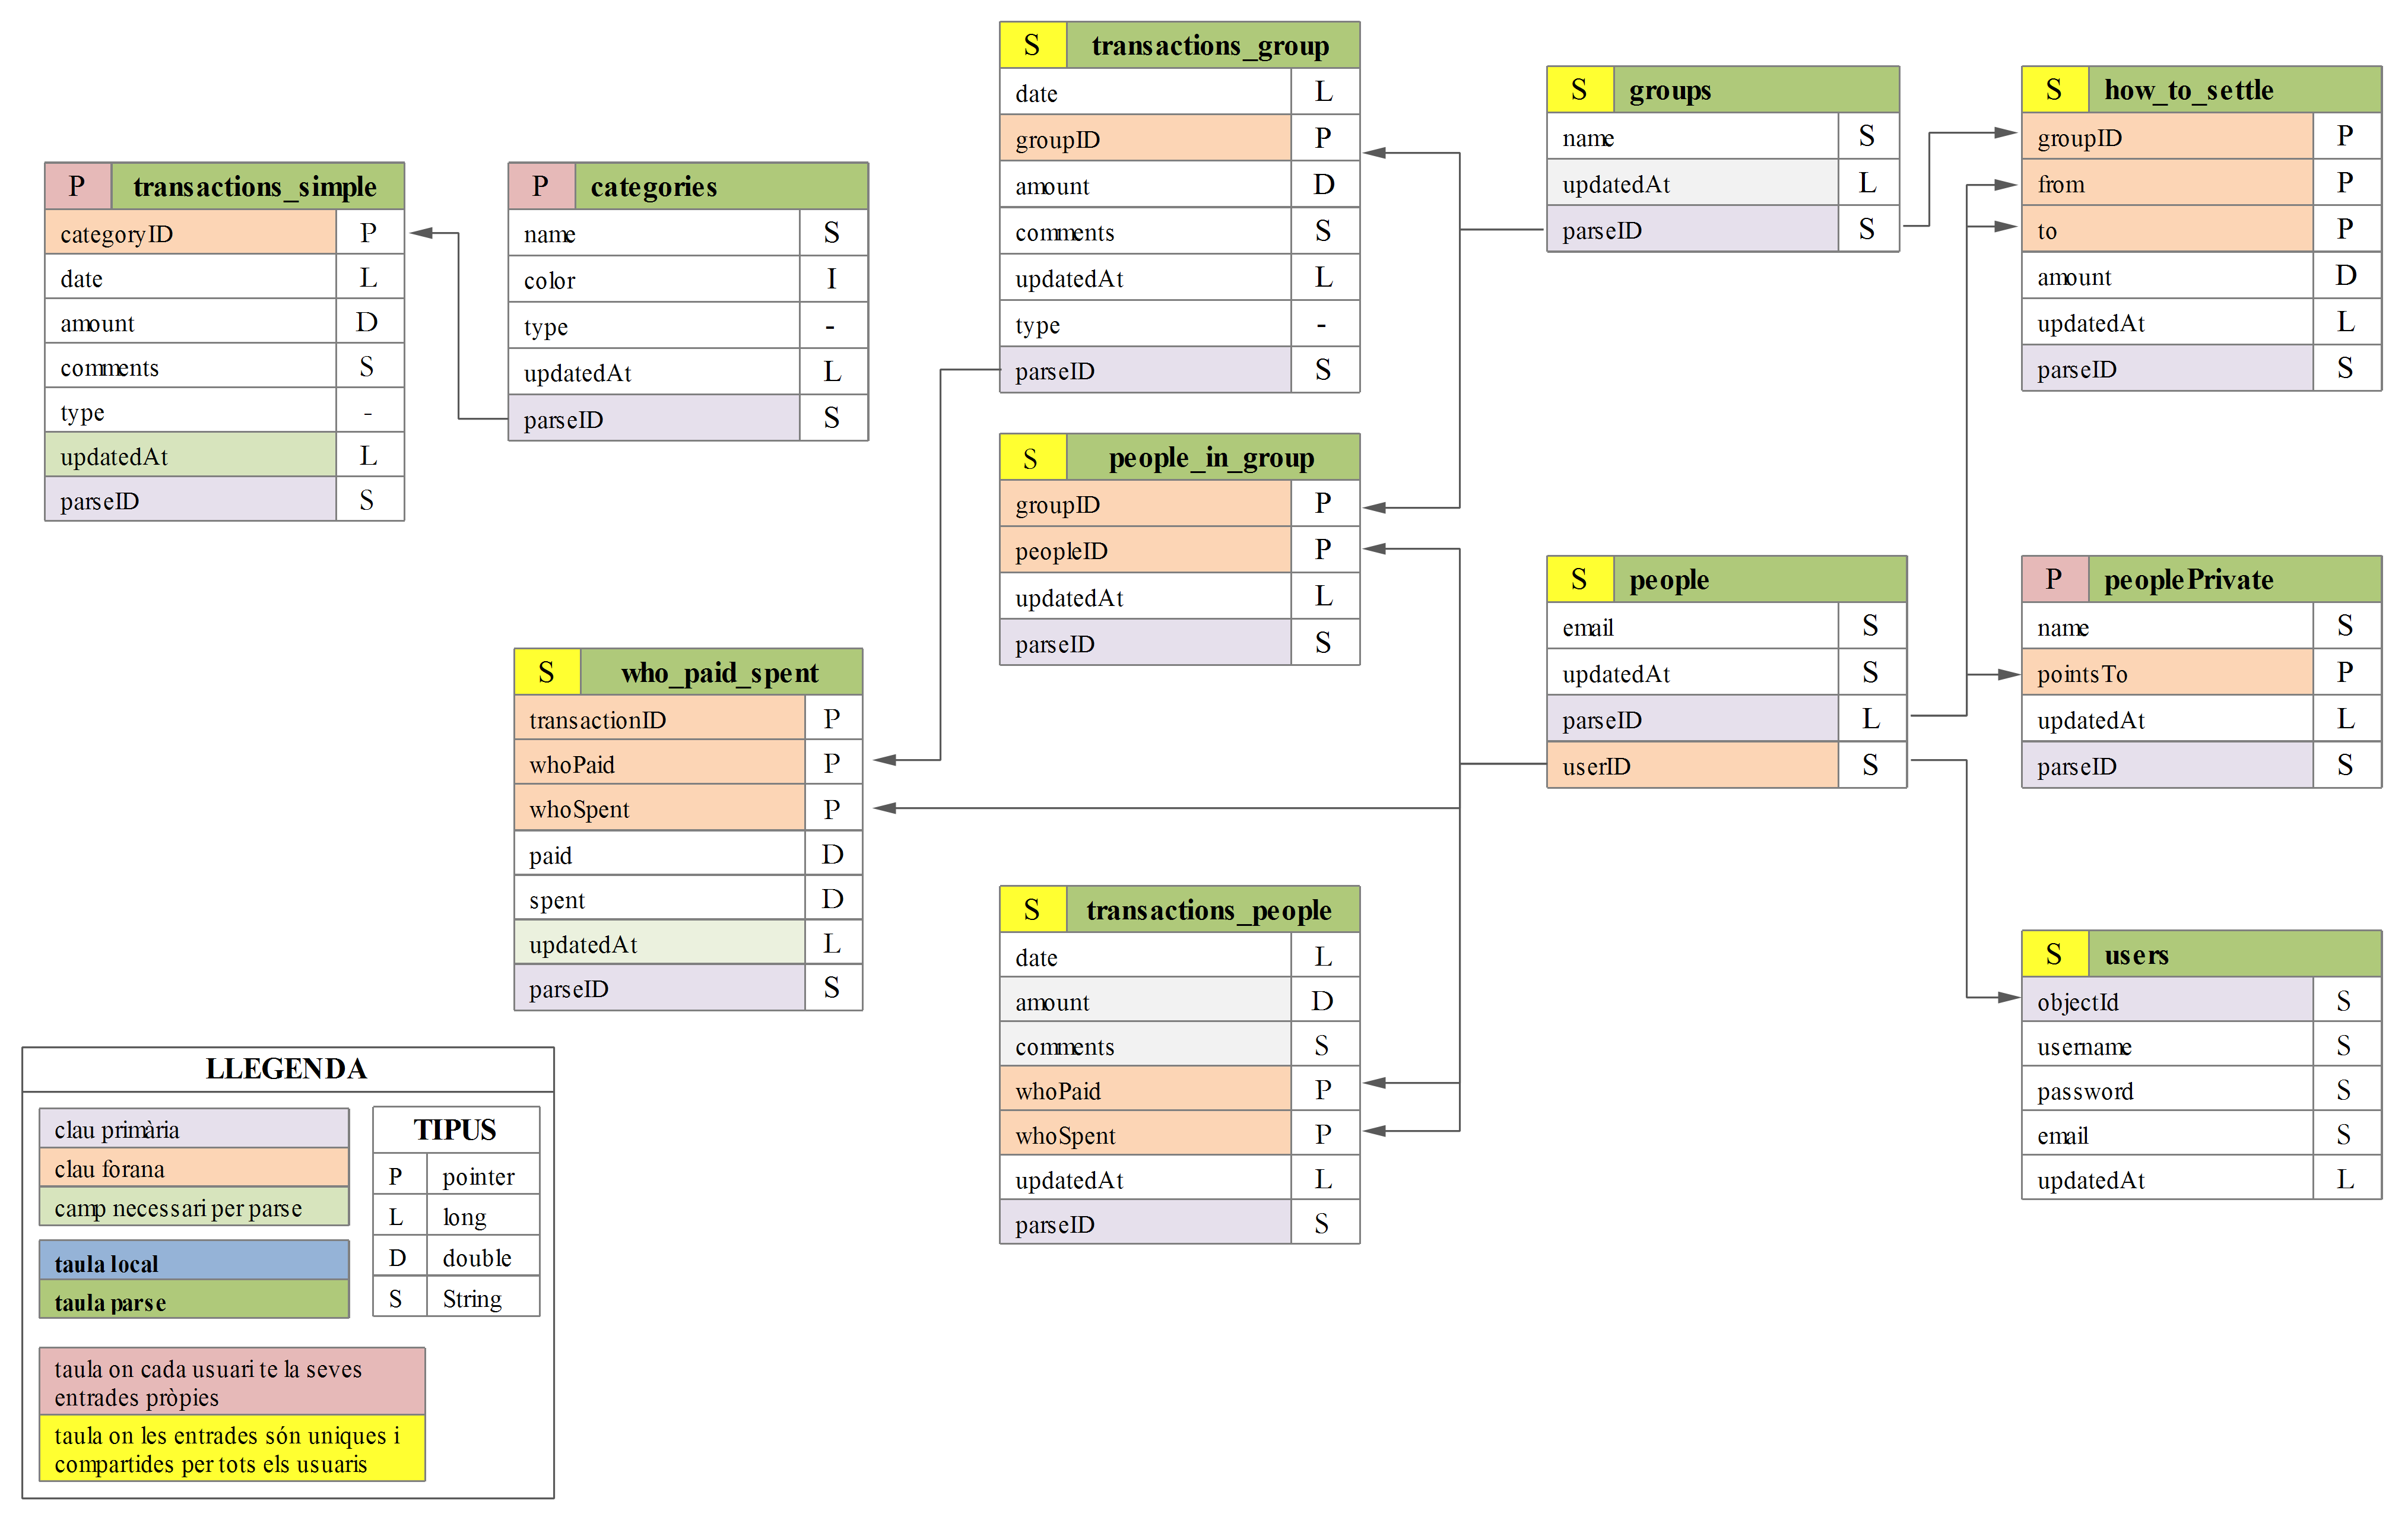 S transactions_group
date L
groupID P
amount D
comments S
updatedAt L
type -
parseID S
S groups
name S
updatedAt L
parseID S
S how_to_settle
groupID P
from P
to P
amount D
updatedAt L
parseID S
P transactions_simple
categoryID P
date L
amount D
comments S
type -
updatedAt L
parseID S
P categories
name S
color I
type -
updatedAt L
parseID S
S people_in_group
groupID P
peopleID P
updatedAt L
parseID S
S people
email S
updatedAt S
parseID L
userID S
P peoplePrivate
name S
pointsTo P
updatedAt L
parseID S
S who_paid_spent
transactionID P
whoPaid P
whoSpent P
paid D
spent D
updatedAt L
parseID S
S transactions_people
date L
amount D
comments S
whoPaid P
whoSpent P
updatedAt L
parseID S
S users
objectId S
username S
password S
email S
updatedAt L
LLEGENDA
clau primària
clau forana
camp necessari per parse
taula local
taula parse
TIPUS
P pointer
L long
D double
S String
taula on cada usuari te la seves
entrades pròpies
taula on les entrades són uniques i
compartides per tots els usuaris